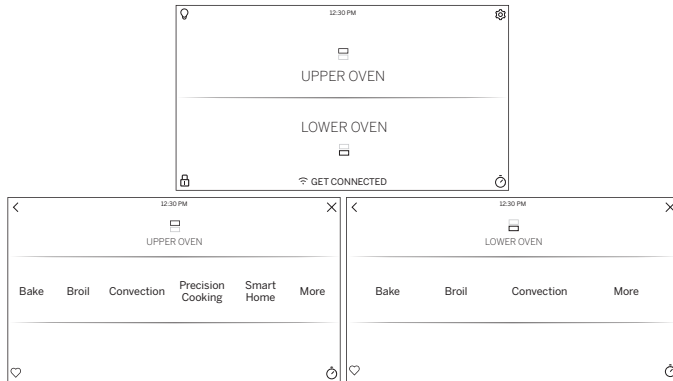 12:30 PM
UPPER OVEN
LOWER OVEN
GET CONNECTED
12:30 PM
UPPER OVEN
Bake Broil Convection Precision Cooking Smart Home More
12:30 PM
LOWER OVEN
Bake Broil Convection More